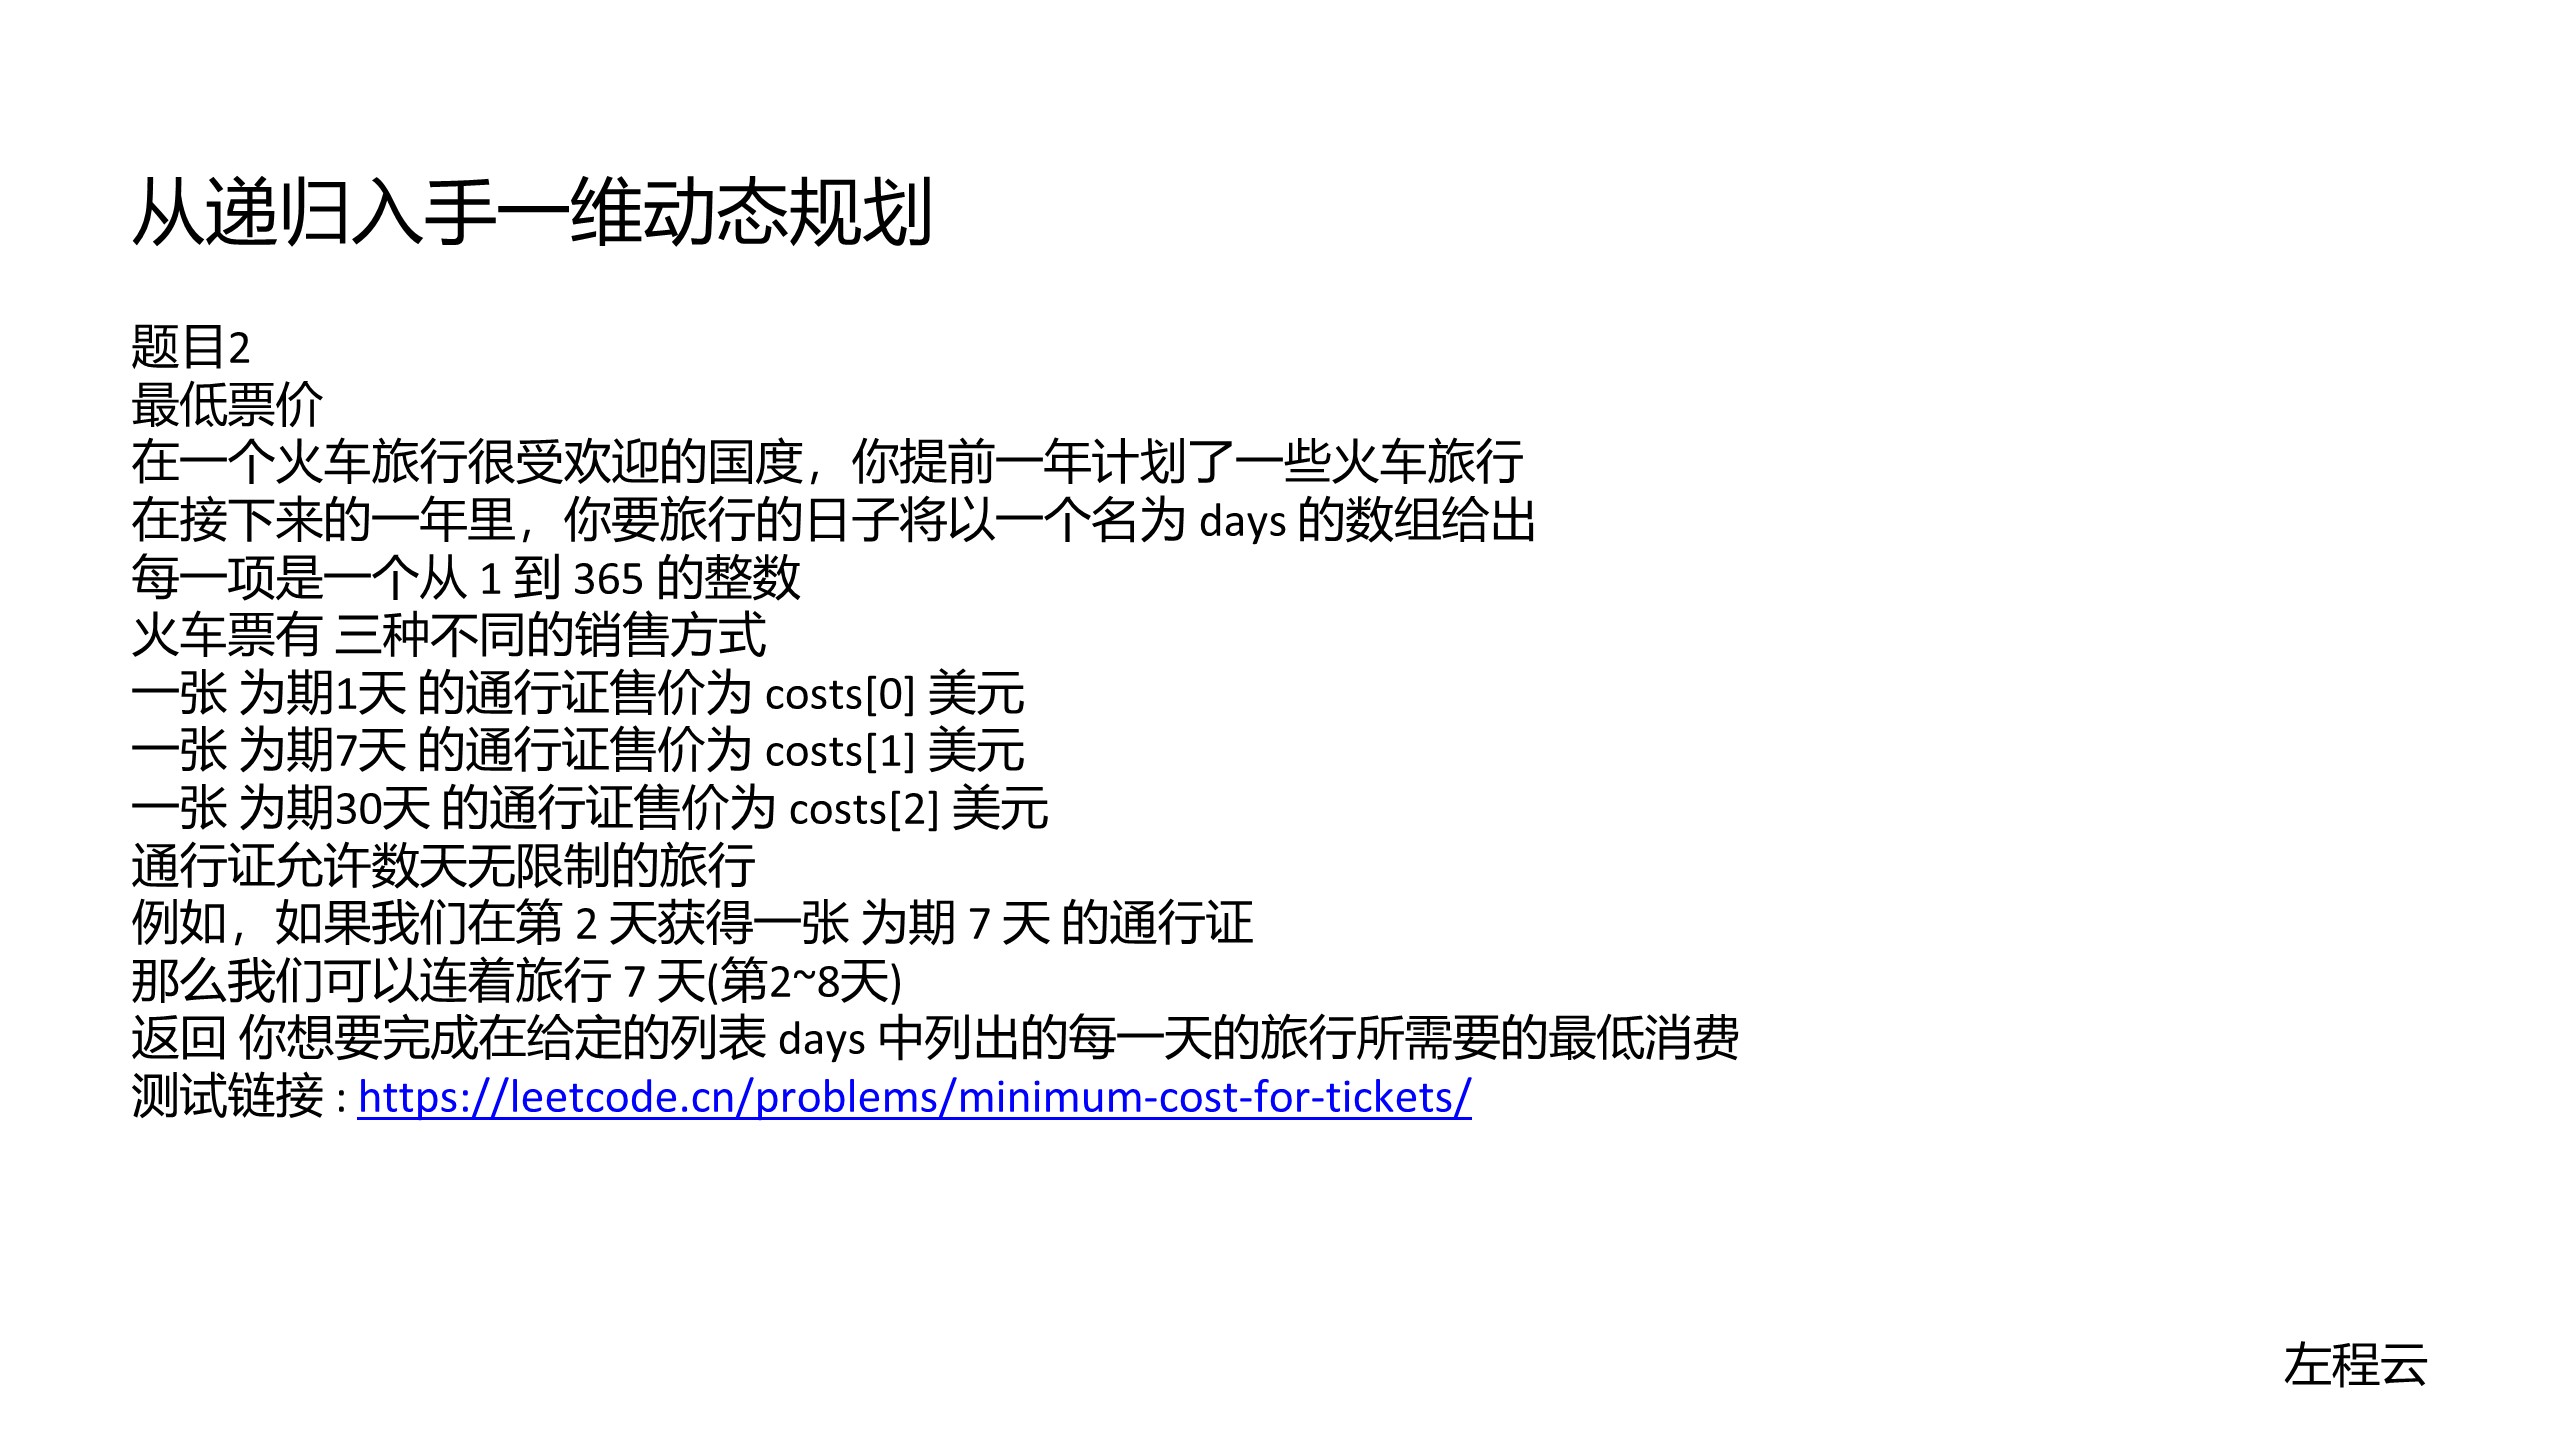 从递归入手一维动态规划
题目2
最低票价
在一个火车旅行很受欢迎的国度，你提前一年计划了一些火车旅行
在接下来的一年里，你要旅行的日子将以一个名为 days 的数组给出
每一项是一个从 1 到 365 的整数
火车票有 三种不同的销售方式
一张 为期1天 的通行证售价为 costs[0] 美元
一张 为期7天 的通行证售价为 costs[1] 美元
一张 为期30天 的通行证售价为 costs[2] 美元
通行证允许数天无限制的旅行
例如，如果我们在第 2 天获得一张 为期 7 天 的通行证
那么我们可以连着旅行 7 天(第2~8天)
返回 你想要完成在给定的列表 days 中列出的每一天的旅行所需要的最低消费
测试链接 : https://leetcode.cn/problems/minimum-cost-for-tickets/
左程云